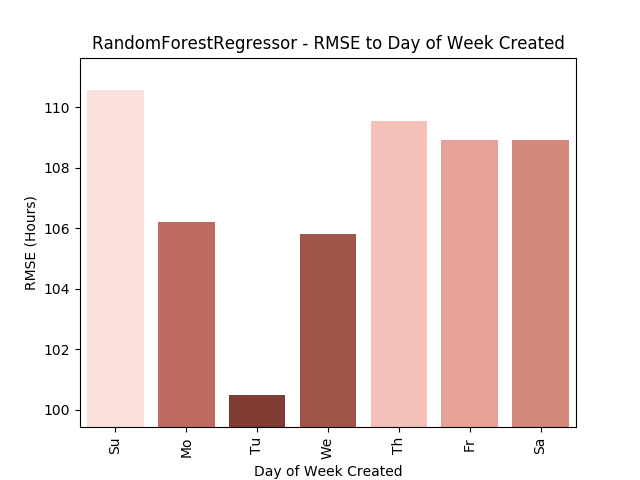 RandomForestRegressor - RMSE to Day of Week Created
RMSE (Hours)
110
108
106
104
102
100
Su Mo Tu We Th Fr Sa
Day of Week Created